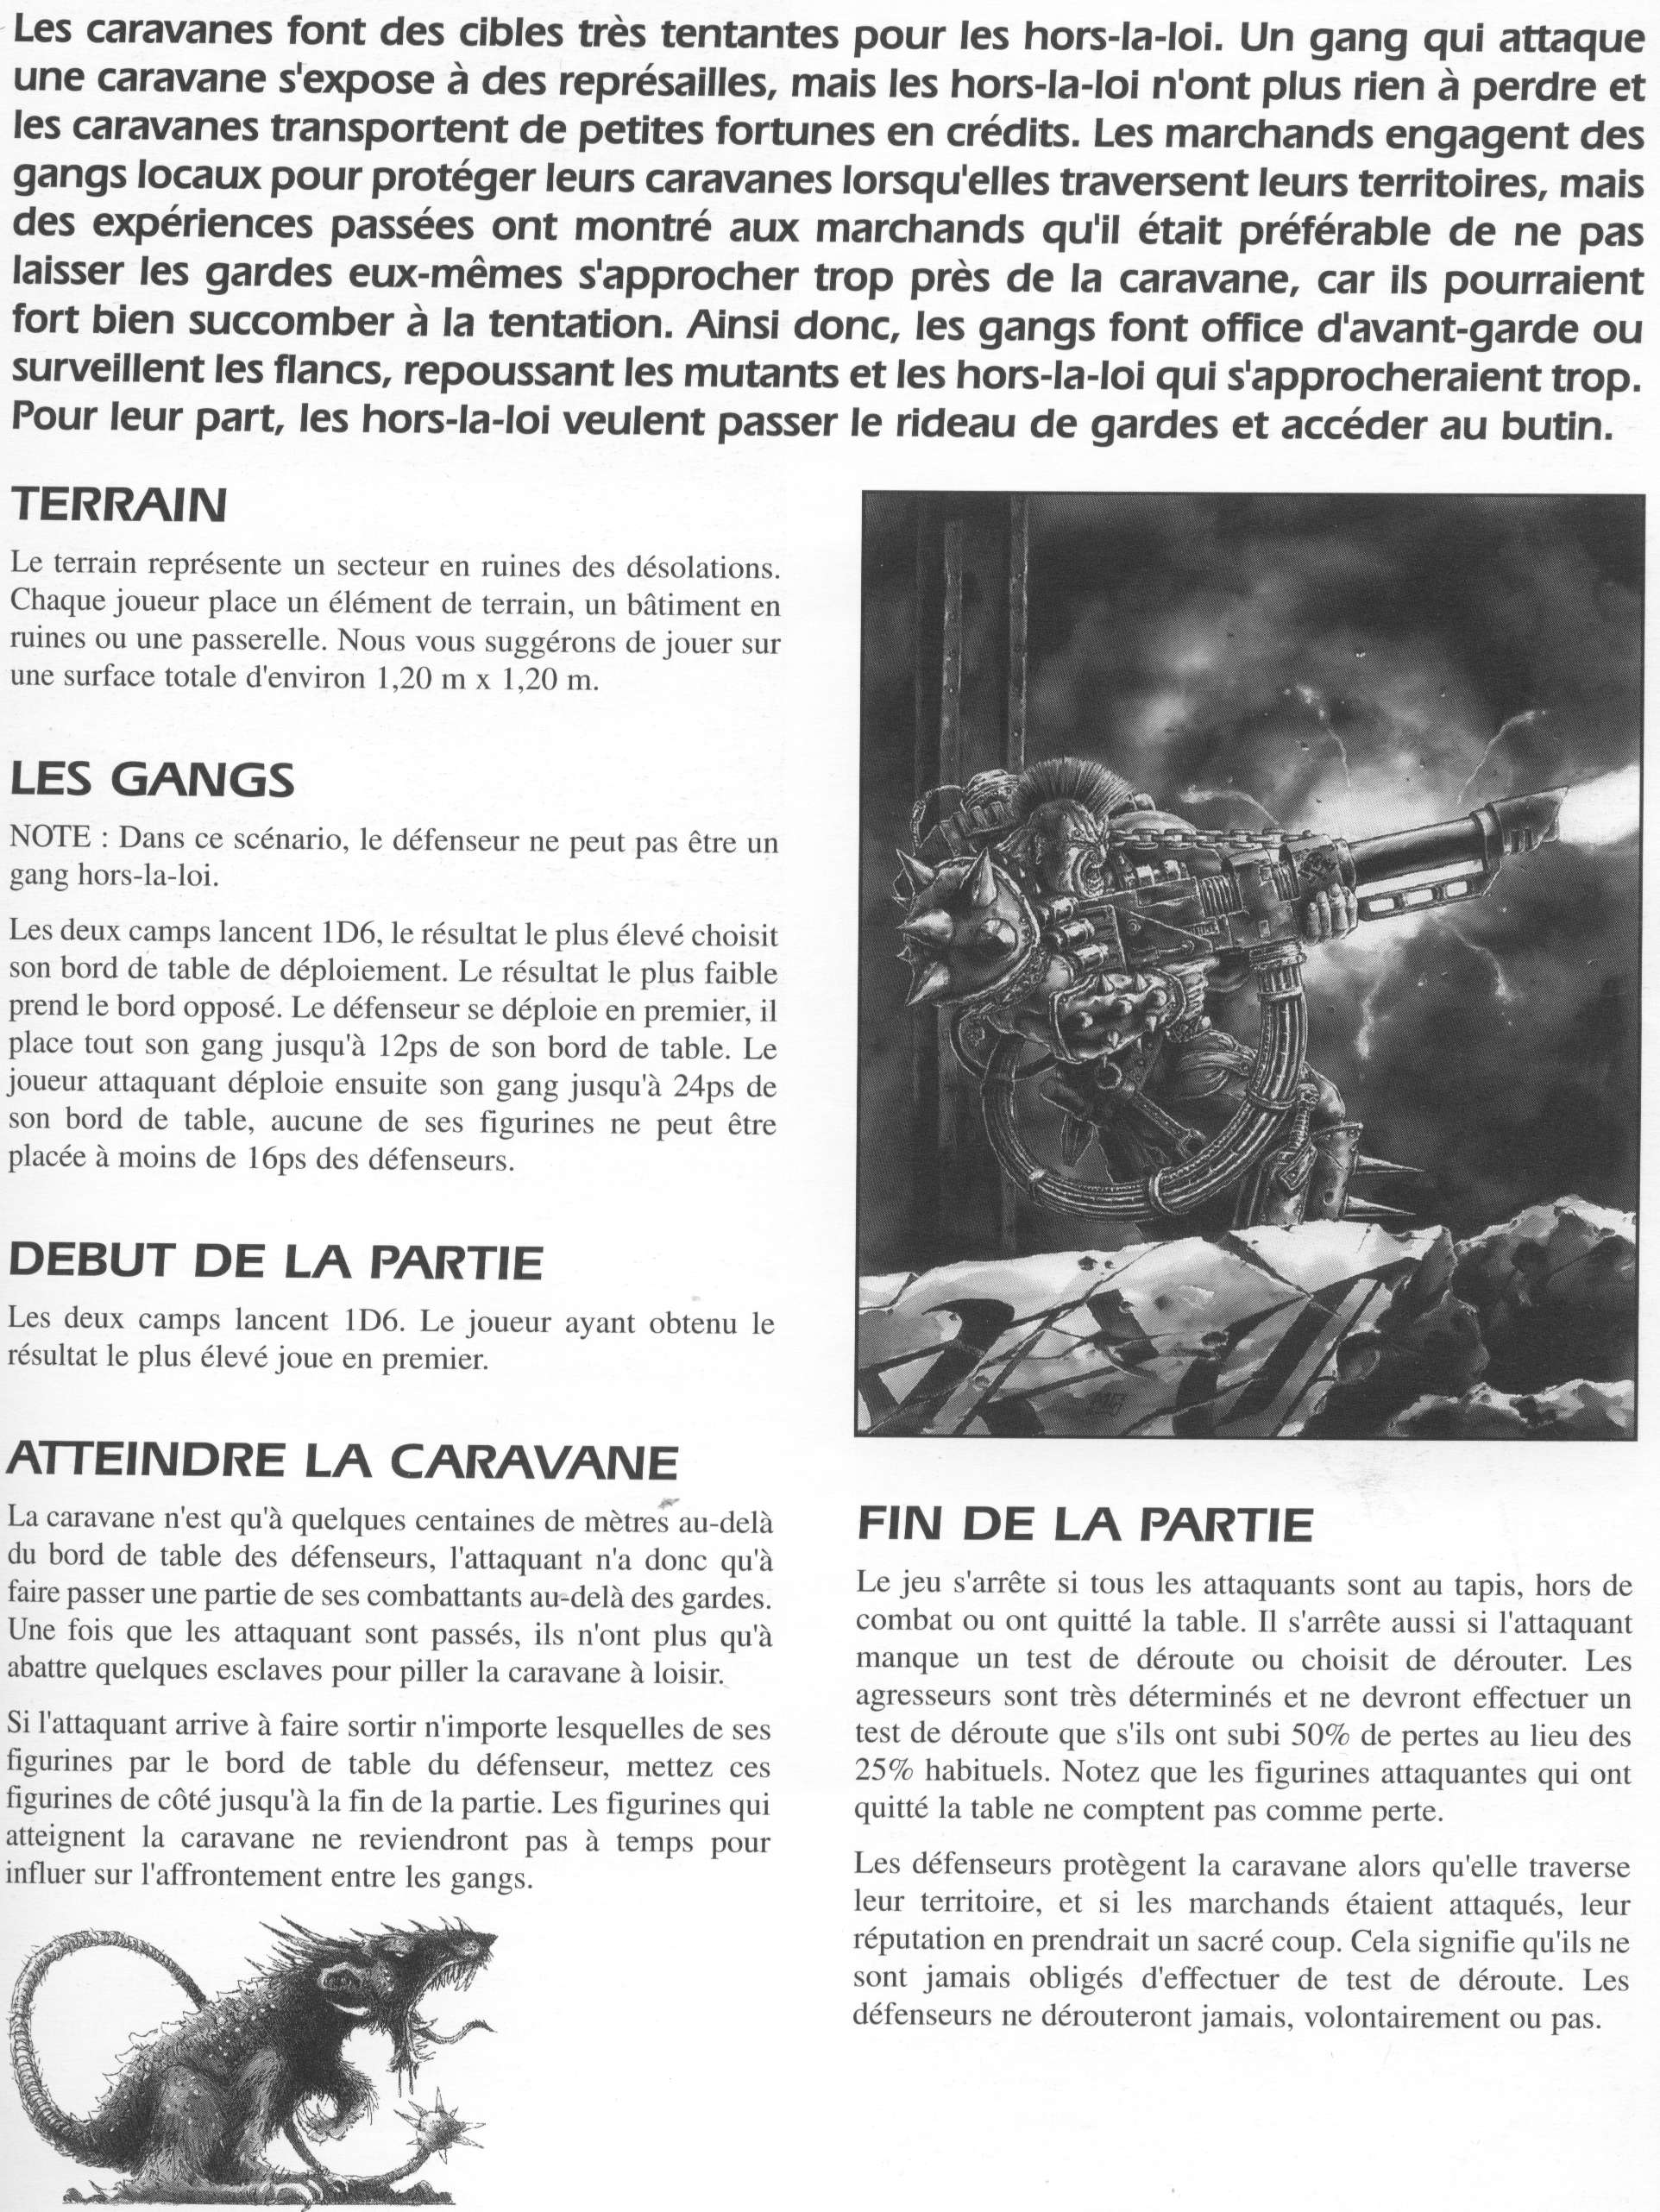 Les caravanes font des cibles très tentantes pour les hors-la-loi. Un gang qui attaque
une caravane s'expose à des représailles, mais les hors-la-loi n'ont plus rien à perdre et
les caravanes transportent de petites fortunes en crédits. Les marchands engagent des
gangs locaux pour protéger leurs caravanes lorsqu'elles traversent leurs territoires, mais
des expériences passées ont montré aux marchands qu'il était préférable de ne pas
laisser les gardes eux-mêmes s'approcher trop près de la caravane, car ils pourraient
fort bien succomber à la tentation. Ainsi donc, les gangs font office d'avant-garde ou
surveillent les flancs, repoussant les mutants et les hors-la-loi qui s'approcheraient trop.
Pour leur part, les hors-la-loi veulent passer le rideau de gardes et accéder au butin.
TERRAIN
Le terrain représente un secteur en ruines des désolations.
Chaque joueur place un élément de terrain, un bâtiment en
ruines ou une passerelle. Nous vous suggérons de jouer sur
une surface totale d'environ 1,20 m x 1,20 m.
LES GANGS
NOTE : Dans ce scénario, le défenseur ne peut pas être un
gang hors-la-loi.
Les deux camps lancent 1D6, le résultat le plus élevé choisit
son bord de table de déploiement. Le résultat le plus faible
prend le bord opposé. Le défenseur se déploie en premier, il
place tout son gang jusqu'à 12ps de son bord de table. Le
joueur attaquant déploie ensuite son gang jusqu'à 24ps de
son bord de table, aucune de ses figurines ne peut être
placée à moins de 16ps des défenseurs.
DEBUT DE LA PARTIE
Les deux camps lancent 1D6. Le joueur ayant obtenu le
résultat le plus élevé joue en premier.
ATTEINDRE LA CARAVANE
La caravane n'est qu'à quelques centaines de mètres au-delà
du bord de table des défenseurs, l'attaquant n'a donc qu'à
faire passer une partie de ses combattants au-delà des gardes.
Une fois que les attaquant sont passés, ils n'ont plus qu'à
abattre quelques esclaves pour piller la caravane à loisir.
Si l'attaquant arrive à faire sortir n'importe lesquelles de ses
figurines par le bord de table du défenseur, mettez ces
figurines de côté jusqu'à la fin de la partie. Les figurines qui
atteignent la caravane ne reviendront pas à temps pour
influer sur l'affrontement entre les gangs.
FIN DE LA PARTIE
Le jeu s'arrête si tous les attaquants sont au tapis, hors de
combat ou ont quitté la table. Il s'arrête aussi si l'attaquant
manque un test de déroute ou choisit de dérouter. Les
agresseurs sont très déterminés et ne devront effectuer un
test de déroute que s'ils ont subi 50% de pertes au lieu des
25% habituels. Notez que les figurines attaquantes qui ont
quitté la table ne comptent pas comme perte.
Les défenseurs protègent la caravane alors qu'elle traverse
leur territoire, et si les marchands étaient attaqués, leur
réputation en prendrait un sacré coup. Cela signifie qu'ils ne
sont jamais obligés d'effectuer de test de déroute. Les
défenseurs ne dérouteront jamais, volontairement ou pas.